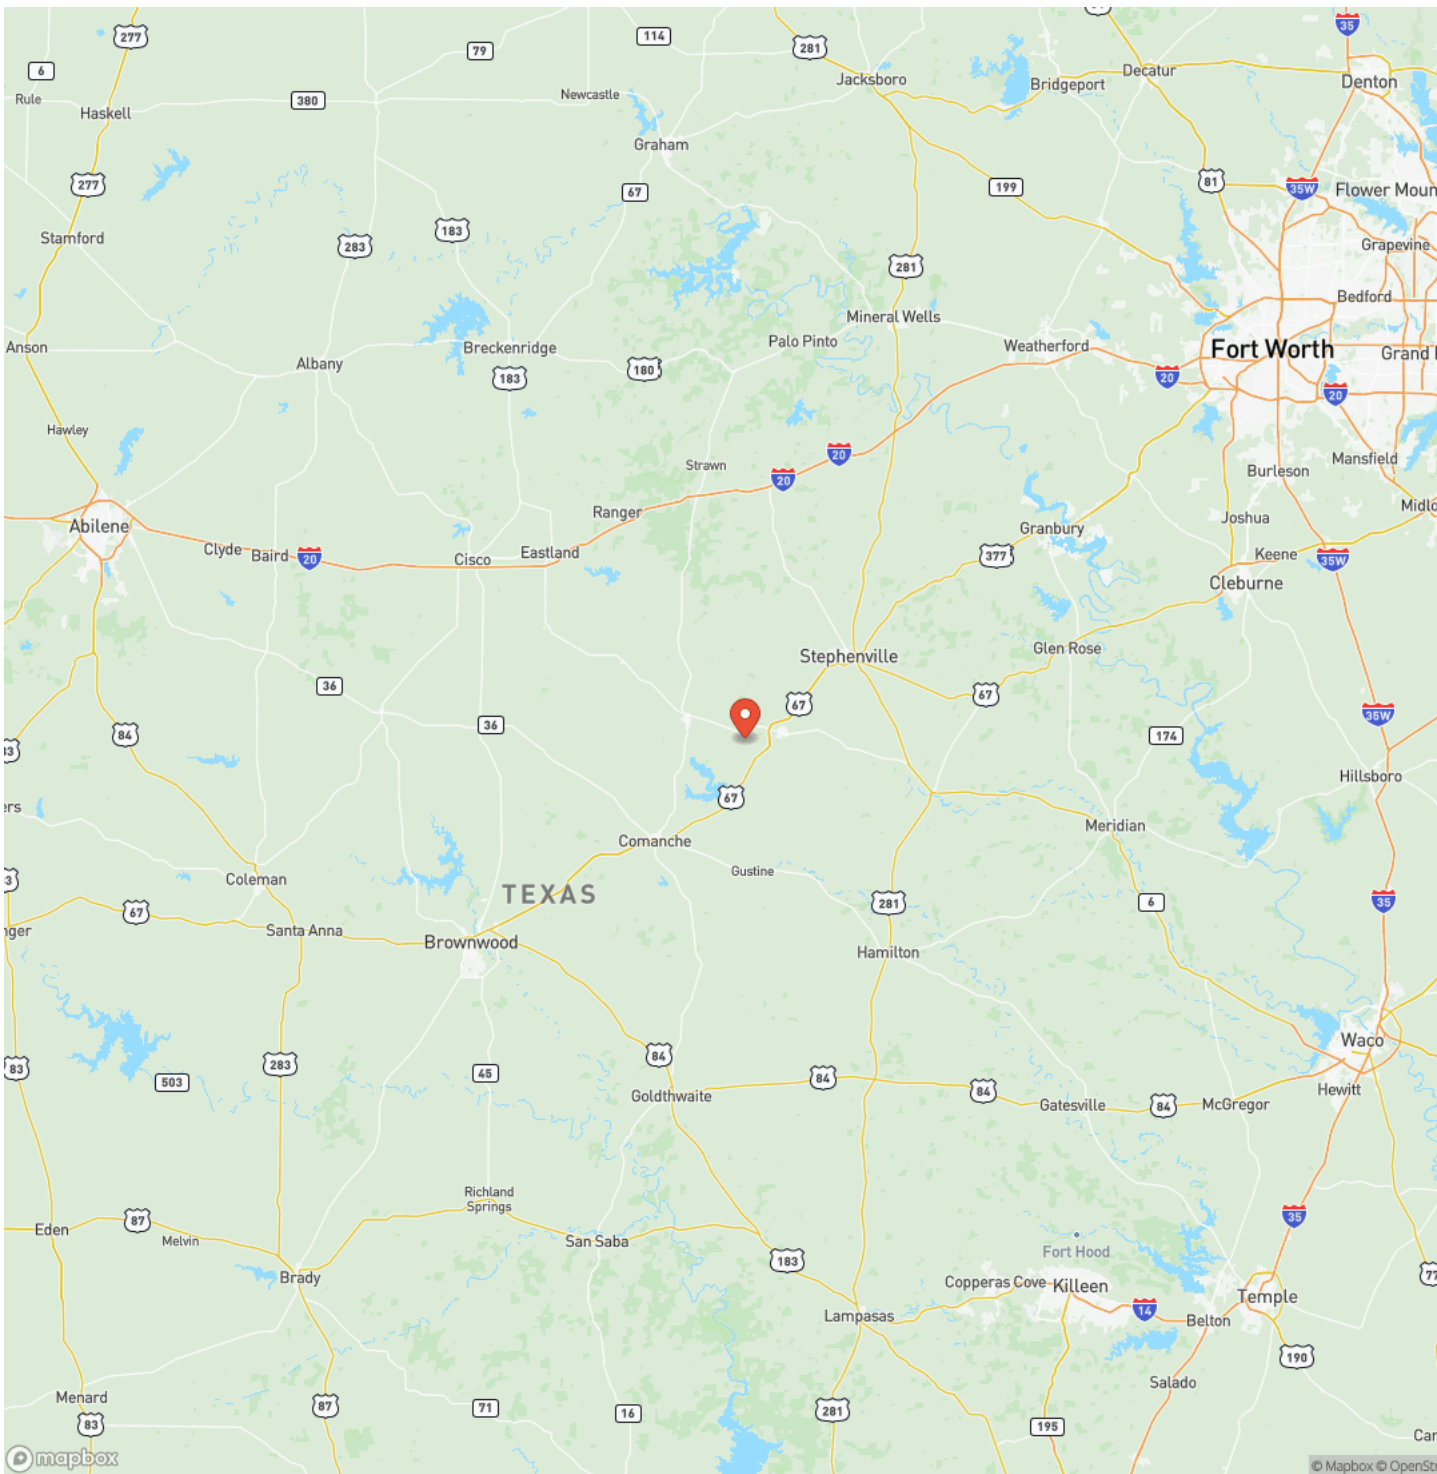 277
79
114
281
35
6
Jacksboro
Bridgeport
Decatur
Denton
Rule
Haskell
380
Newcastle
Graham
277
67
199
81
35W
Flower Moun
Stamford
283
183
281
Grapevine
Bedford
Anson
Albany
Breckenridge
183
180
Palo Pinto
Mineral Wells
Weatherford
Fort Worth
Grand
20
20
Hawley
20
20
Strawn
Burleson
Mansfield
Abilene
Ranger
Granbury
Joshua
Midlo
Clyde
Baird
20
Cisco
Eastland
377
Keene
35W
Cleburne
Stephenville
Glen Rose
36
67
67
36
84
174
35W
Hillsboro
67
Comanche
Meridian
Gustine
Coleman
TEXAS
281
6
35
67
Santa Anna
Brownwood
Hamilton
Waco
83
283
84
503
45
84
84
84
Goldthwaite
Gatesville
McGregor
Hewitt
Richland
Springs
Eden
87
Melvin
San Saba
35
Fort Hood
183
Brady
Copperas Cove
Killeen
Temple
77
Lampasas
14
Belton
190
Menard
83
87
71
16
281
195
Salado
Car
mapbox
© Mapbox © OpenStr